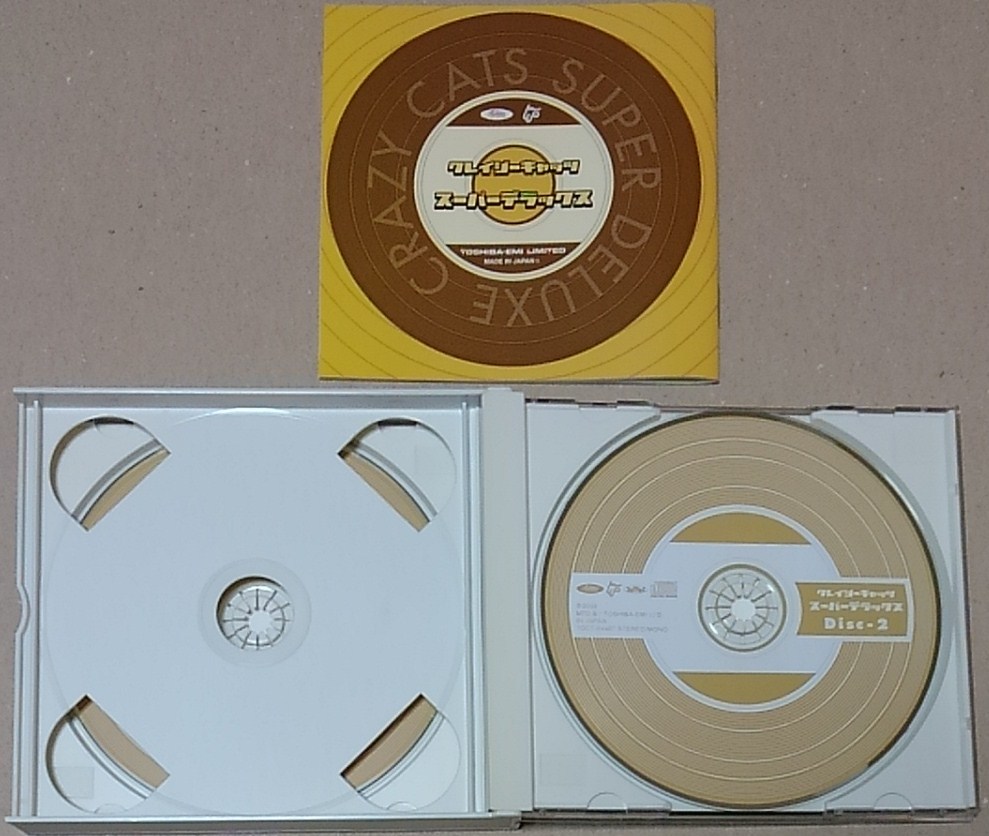 CRAZY CATS SUPER DELUXE
クレイジーキャッツ
スーパーデラックス
TOSHIBA-EMI LIMITED
MADE IN JAPAN
クレイジーキャッツ
スーパーデラックス
Disc-2